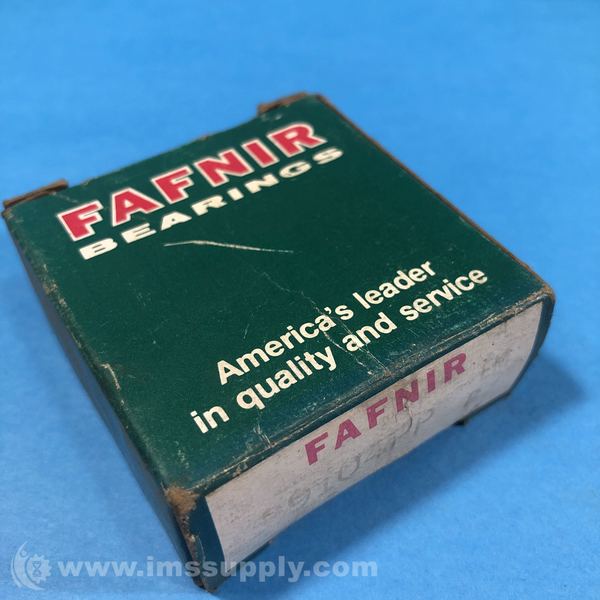 FAFNIR
BEARINGS
America's leader
in quality and service
FAFNIR
www.imssupply.com